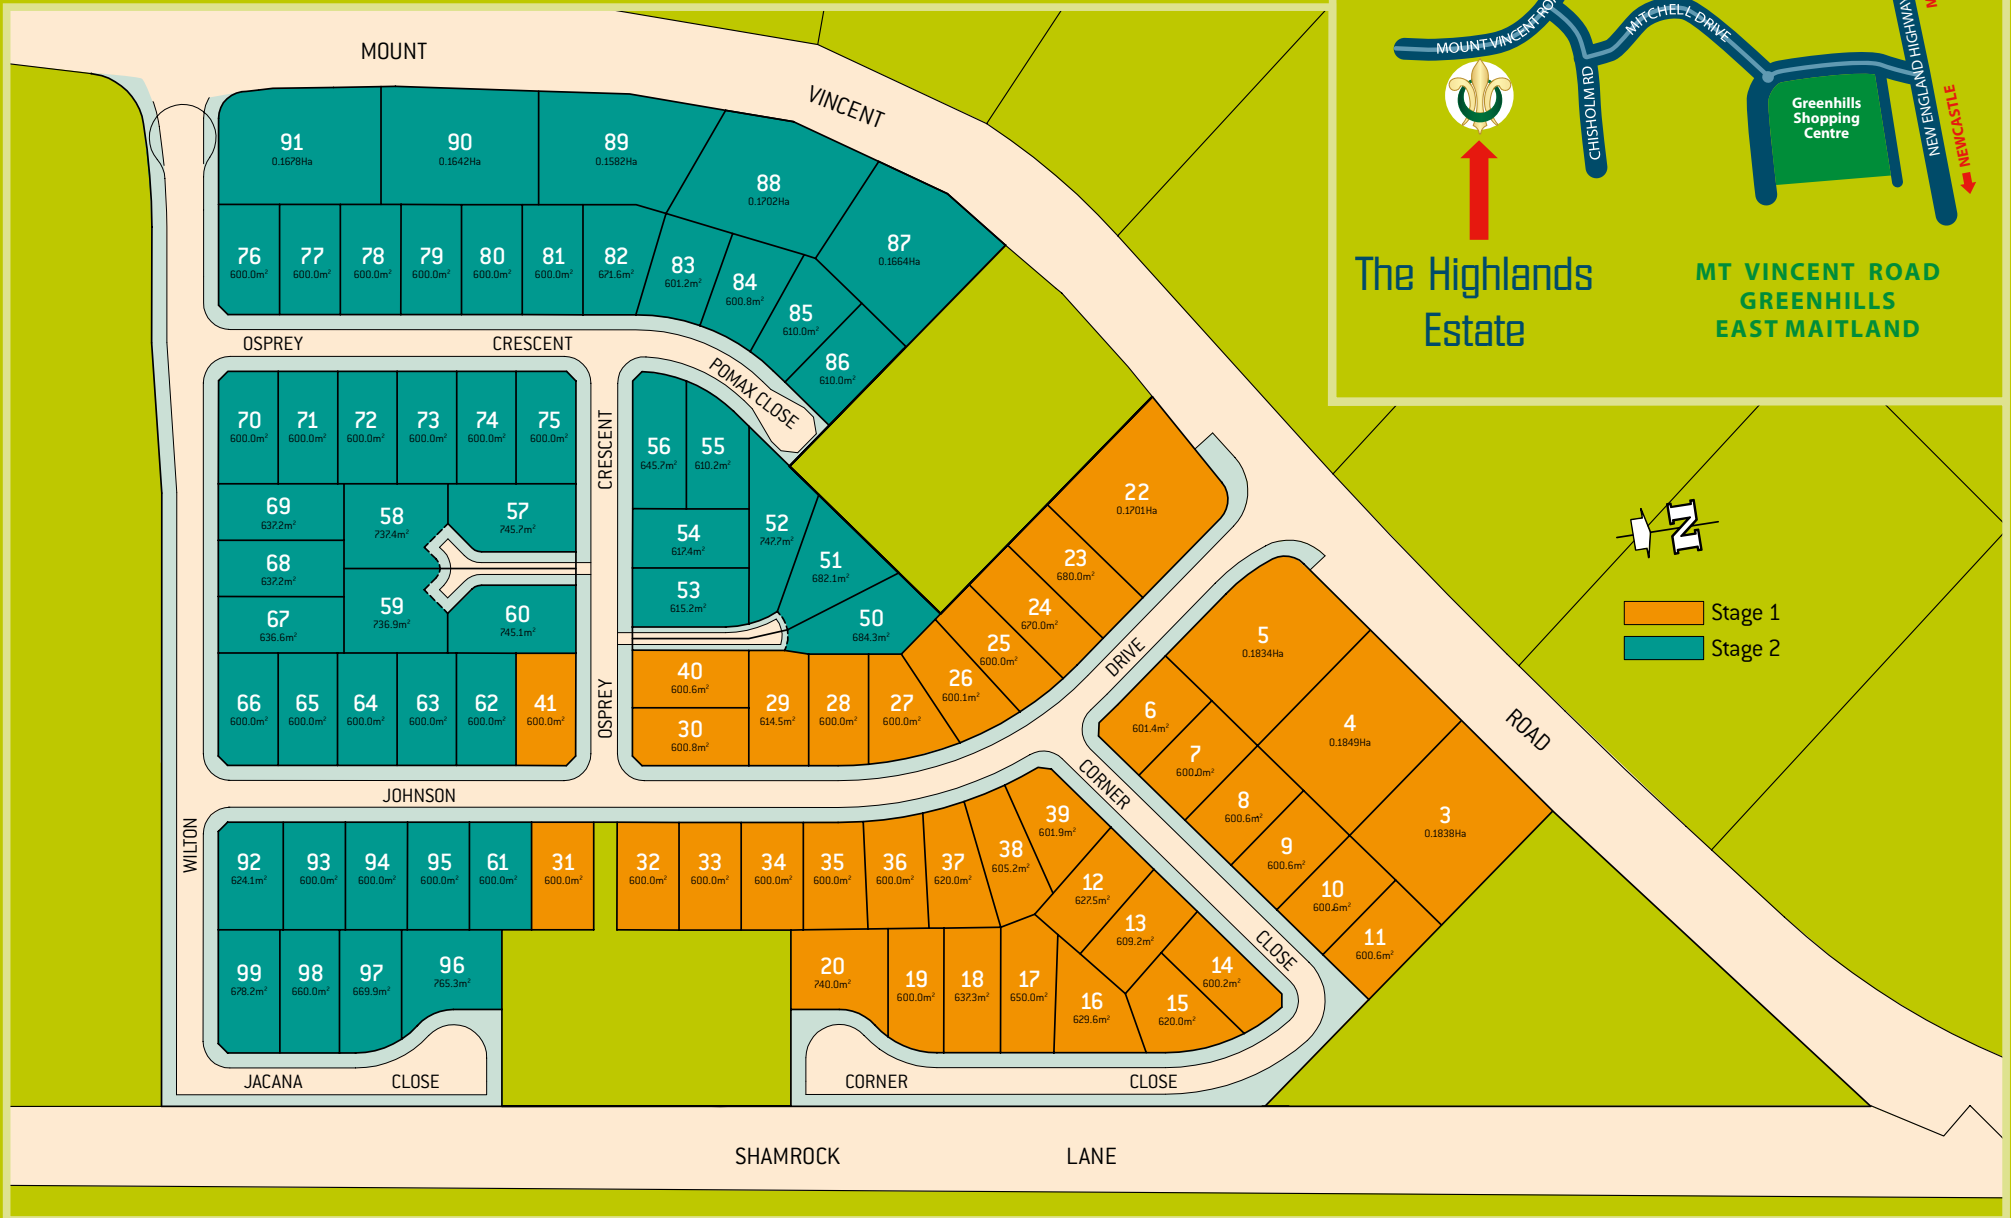 MOUNT
VINCENT
ROAD
91
0.1678Ha
90
0.1642Ha
89
0.1582Ha
88
0.1702Ha
87
0.1664Ha
76
600.0m²
77
600.0m²
78
600.0m²
79
600.0m²
80
600.0m²
81
600.0m²
82
671.6m²
83
601.2m²
84
600.8m²
85
610.0m²
86
610.0m²
OSPREY
CRESCENT
POMAX CLOSE
70
600.0m²
71
600.0m²
72
600.0m²
73
600.0m²
74
600.0m²
75
600.0m²
CRESCENT
OSPREY
56
645.7m²
55
610.2m²
69
637.2m²
58
737.4m²
57
745.7m²
54
617.4m²
52
747.7m²
51
682.1m²
68
637.2m²
53
615.2m²
67
636.6m²
59
736.9m²
60
745.1m²
50
684.3m²
66
600.0m²
65
600.0m²
64
600.0m²
63
600.0m²
62
600.0m²
41
600.0m²
40
600.6m²
30
600.8m²
29
614.5m²
28
600.0m²
27
600.0m²
26
600.1m²
25
600.0m²
24
670.0m²
23
680.0m²
22
0.1701Ha
JOHNSON
DRIVE
WILTON
5
0.1834Ha
4
0.1849Ha
3
0.1838Ha
6
601.4m²
7
600.0m²
8
600.6m²
9
600.6m²
10
600.6m²
11
600.6m²
CORNER
CLOSE
92
624.1m²
93
600.0m²
94
600.0m²
95
600.0m²
61
600.0m²
31
600.0m²
32
600.0m²
33
600.0m²
34
600.0m²
35
600.0m²
36
600.0m²
37
620.0m²
38
605.2m²
39
601.9m²
12
627.5m²
13
609.2m²
14
600.2m²
15
620.0m²
16
629.6m²
17
650.0m²
18
637.3m²
19
600.0m²
20
740.0m²
99
678.2m²
98
660.0m²
97
669.9m²
96
765.3m²
JACANA
CLOSE
CORNER
CLOSE
SHAMROCK
LANE
MOUNT VINCENT RO
MITCHELL DRIVE
CHISHOLM RD
NEW ENGLAND HIGHWAY
NEWCASTLE
Greenhills
Shopping
Centre
The Highlands
Estate
MT VINCENT ROAD
GREENHILLS
EAST MAITLAND
N
Stage 1
Stage 2